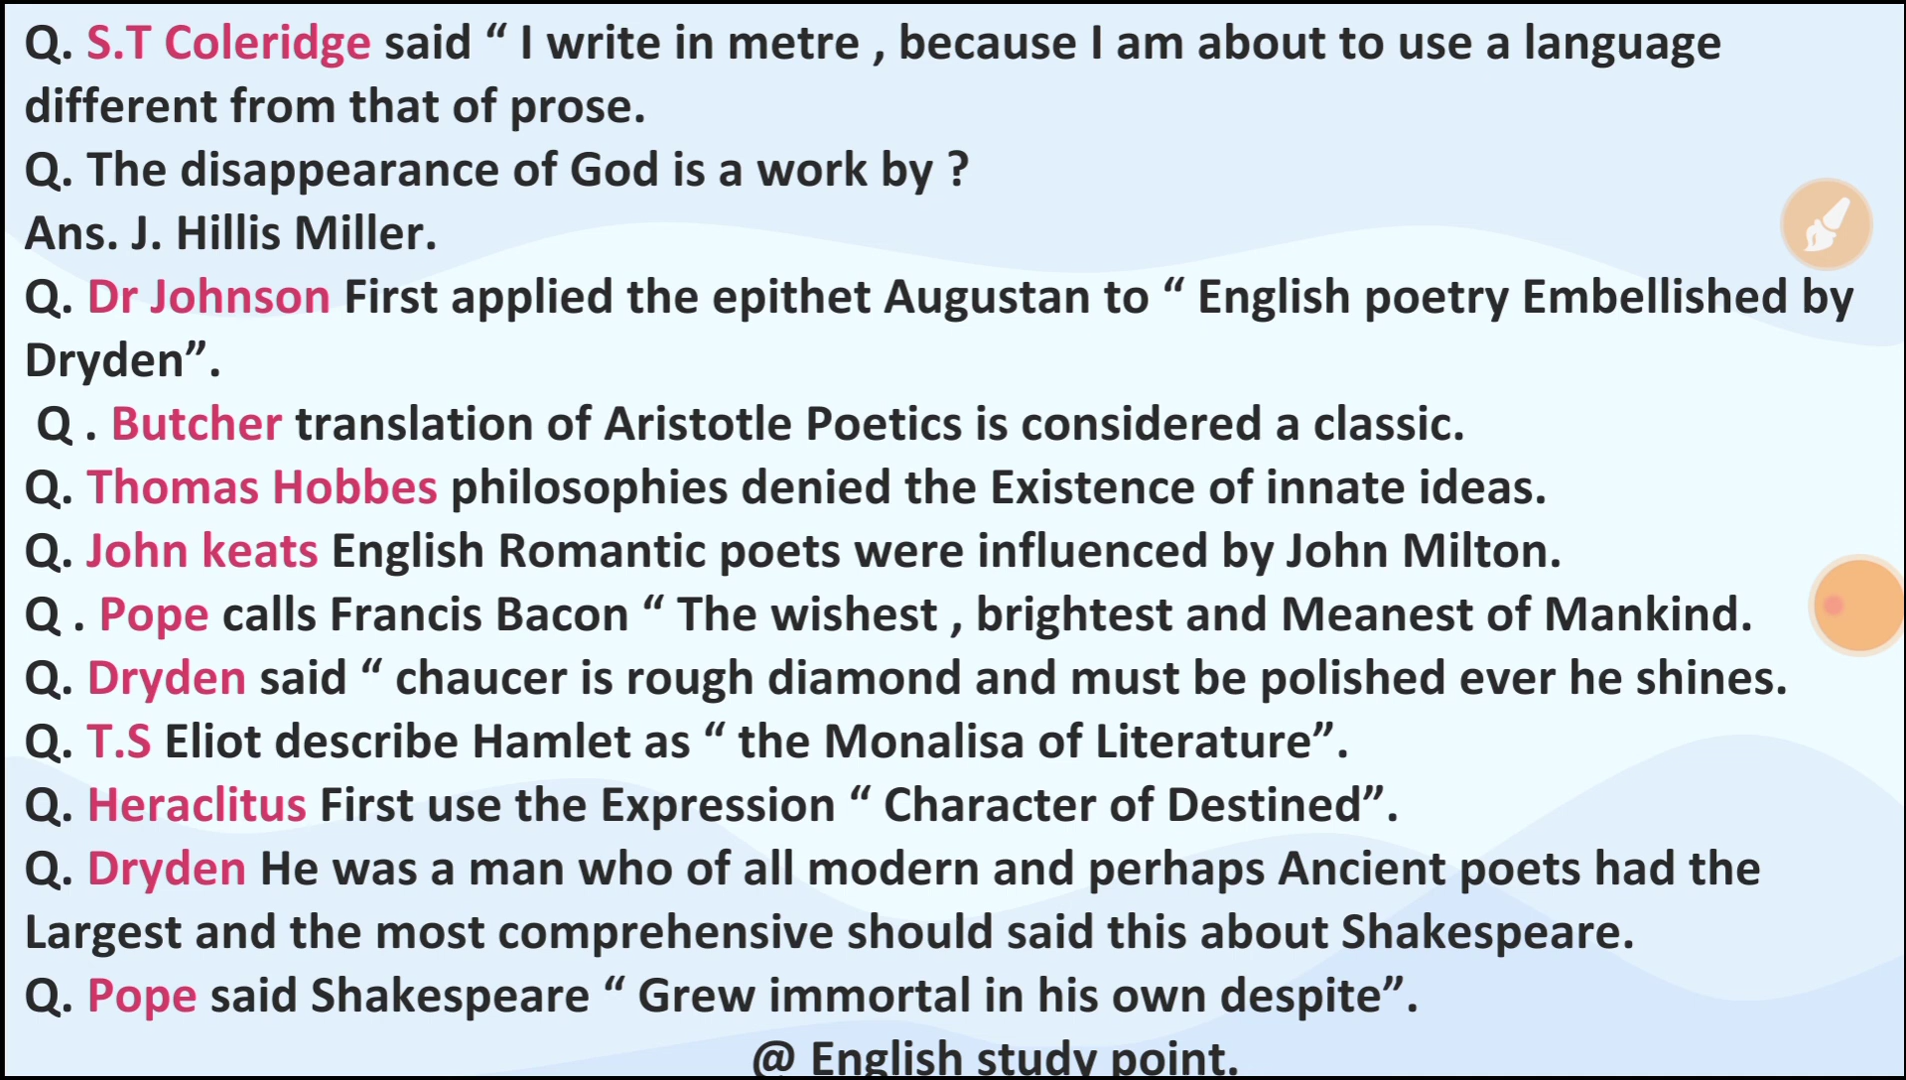 Q. S.T Coleridge said “ I write in metre , because I am about to use a language
different from that of prose.
Q. The disappearance of God is a work by ?
Ans. J. Hillis Miller.
Q. Dr Johnson First applied the epithet Augustan to “ English poetry Embellished by
Dryden”.
Q . Butcher translation of Aristotle Poetics is considered a classic.
Q. Thomas Hobbes philosophies denied the Existence of innate ideas.
Q. John keats English Romantic poets were influenced by John Milton.
Q . Pope calls Francis Bacon “ The wishest , brightest and Meanest of Mankind.
Q. Dryden said “ chaucer is rough diamond and must be polished ever he shines.
Q. T.S Eliot describe Hamlet as “ the Monalisa of Literature”.
Q. Heraclitus First use the Expression “ Character of Destined”.
Q. Dryden He was a man who of all modern and perhaps Ancient poets had the
Largest and the most comprehensive should said this about Shakespeare.
Q. Pope said Shakespeare “ Grew immortal in his own despite”.
@ English study point.